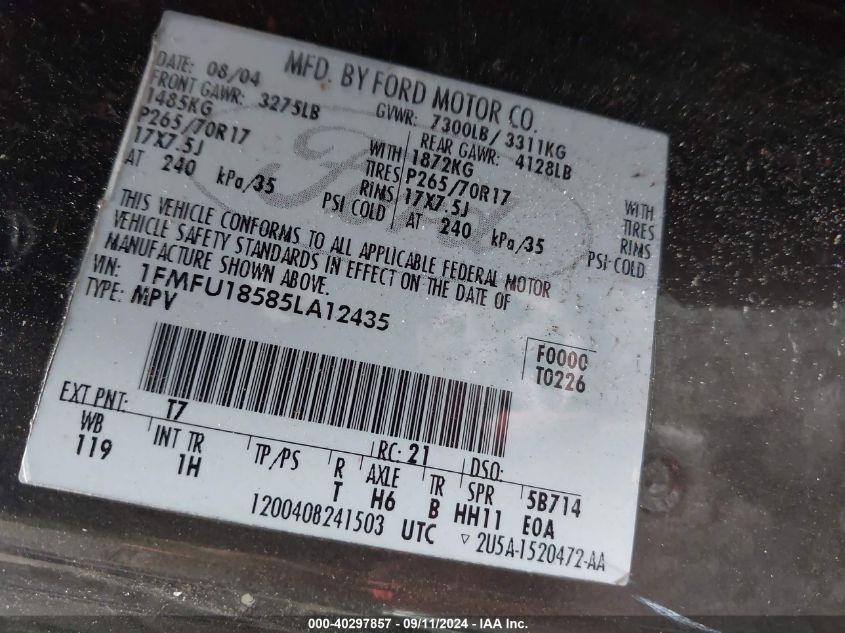 MFD. BY FORD MOTOR CO.
DATE: 08/04 GVWR: 7300LB/ 3311KG
FRONT GAWR: 3275LB REAR GAWR: 4128LB
1485KG WITH 1872KG WITH
P265/70R17 TIRES P265/70R17 TIRES
17X7.5J RIMS 17X7.5J RIMS
AT 240 kPa/35 PSI COLD AT 240 kPa/35 PSI COLD
THIS VEHICLE CONFORMS TO ALL APPLICABLE FEDERAL MOTOR
VEHICLE SAFETY STANDARDS IN EFFECT ON THE DATE OF
MANUFACTURE SHOWN ABOVE.
VIN: 1FMFU18585LA12435
TYPE: MPV
F0000
T0226
EXT PNT: T7 RC: 21 DSO:
WB INT TR TP/PS R AXLE TR SPR 5B714
119 1H T H6 B HH11 E0A
1200408241503 UTC ▽ 2U5A-1520472-AA
Ford
000-40297857 - 09/11/2024 - IAA Inc.